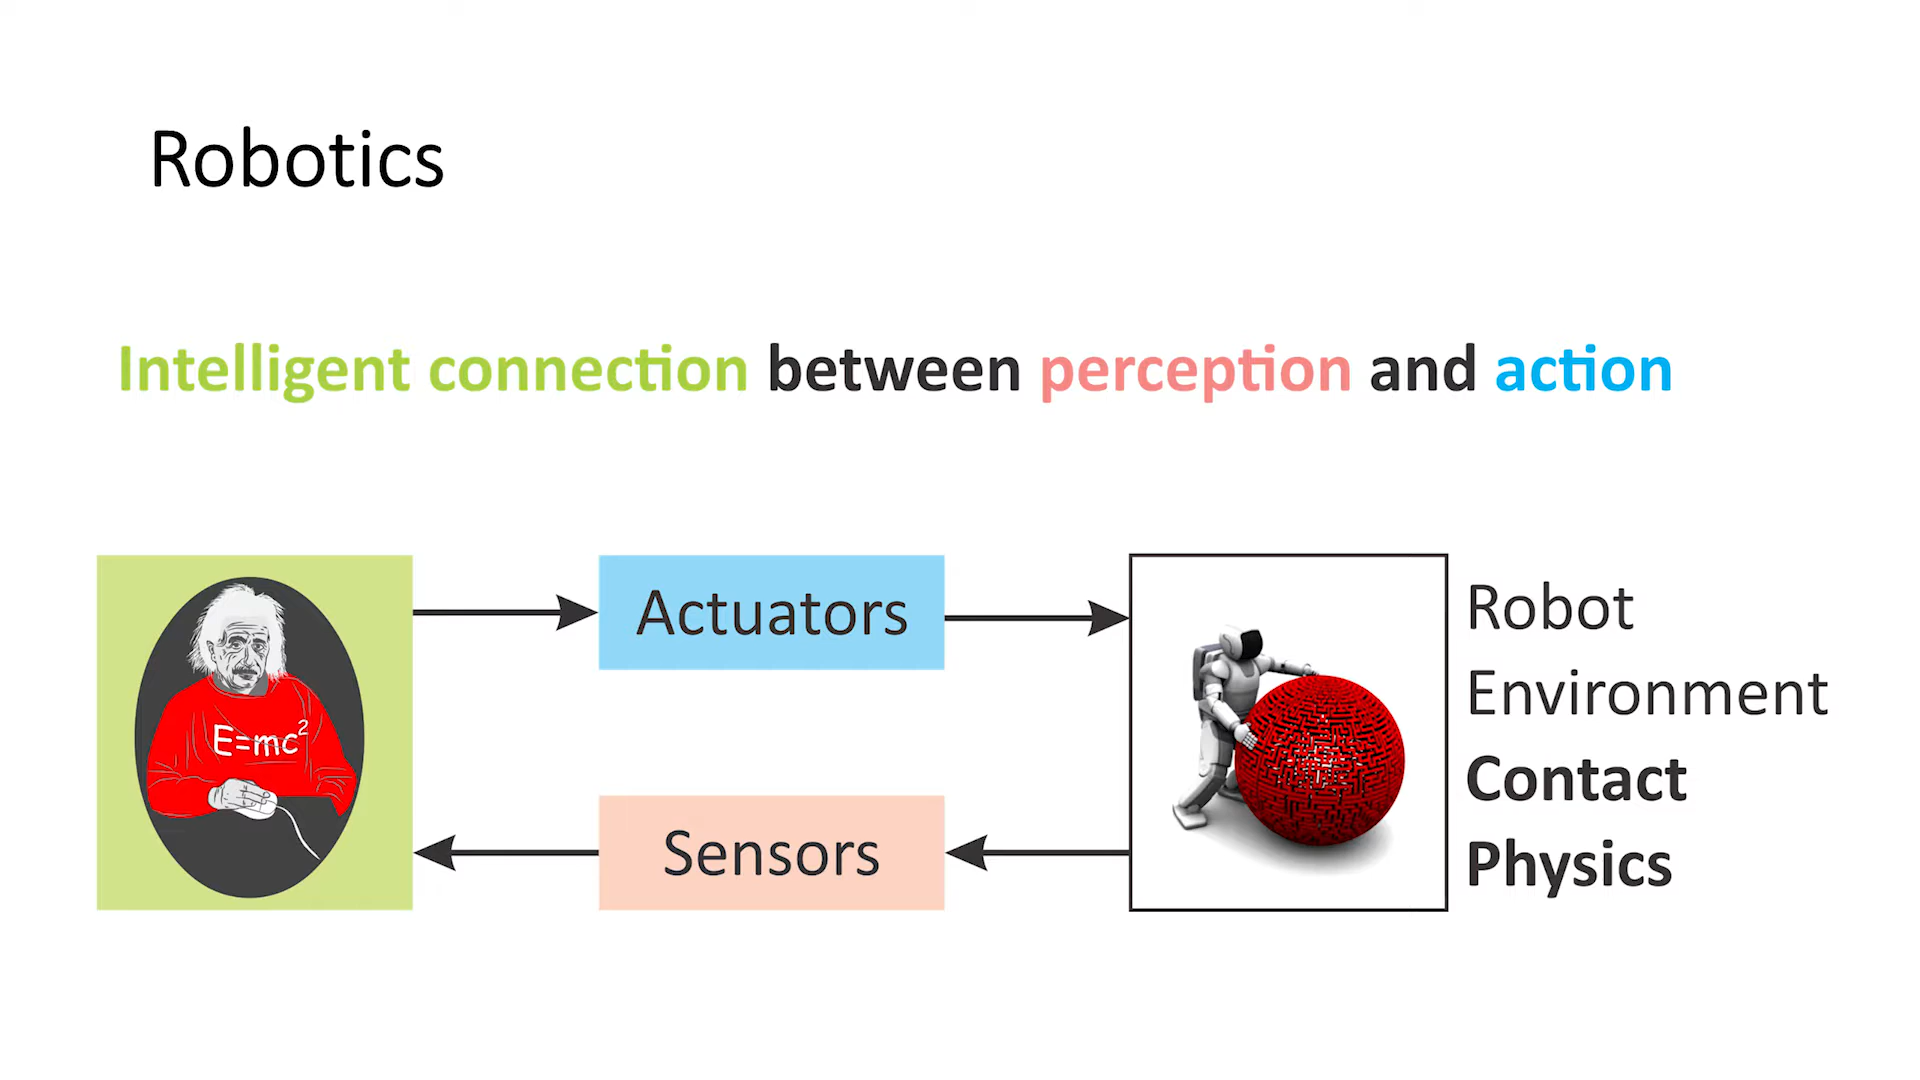 Robotics
Intelligent connection between perception and action
E=mc²
Actuators
Sensors
Robot
Environment
Contact
Physics